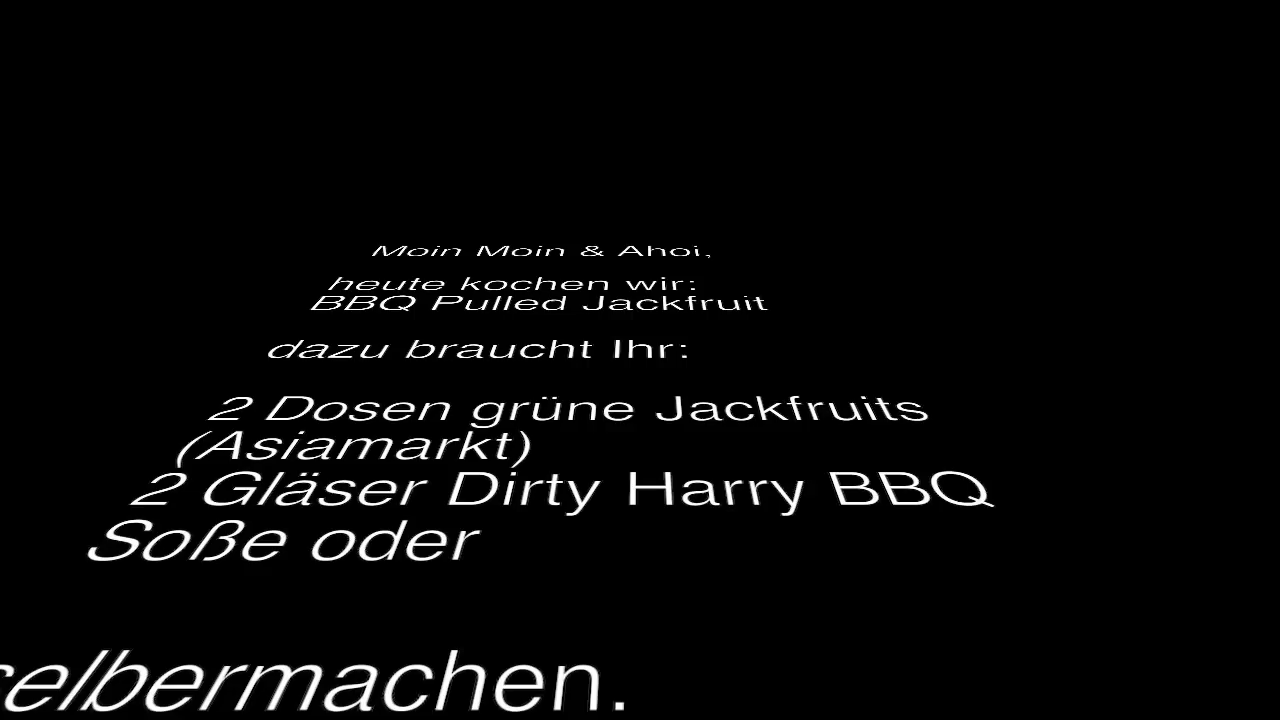 Moin Moin & Ahoi,
heute kochen wir:
BBQ Pulled Jackfruit
dazu braucht Ihr:
2 Dosen grüne Jackfruits
(Asiamarkt)
2 Gläser Dirty Harry BBQ
Soße oder
selbermachen.